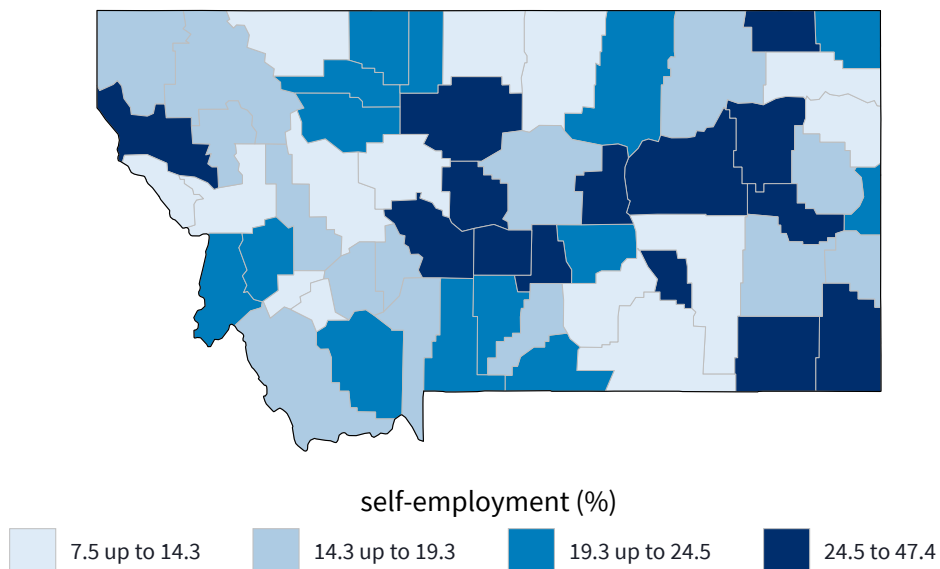 self-employment (%)
7.5 up to 14.3
14.3 up to 19.3
19.3 up to 24.5
24.5 to 47.4